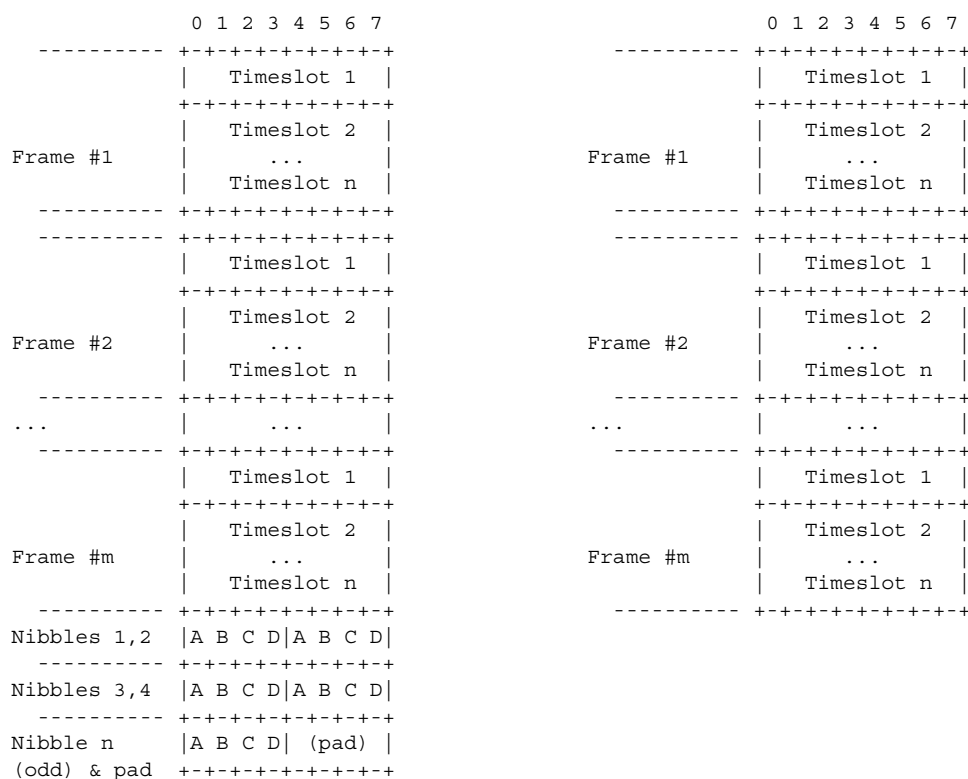 0 1 2 3 4 5 6 7                                0 1 2 3 4 5 6 7
  ---------- +-+-+-+-+-+-+-+-+                ---------- +-+-+-+-+-+-+-+-+
             |   Timeslot 1  |                           |   Timeslot 1  |
             +-+-+-+-+-+-+-+-+                           +-+-+-+-+-+-+-+-+
             |   Timeslot 2  |                           |   Timeslot 2  |
Frame #1     |      ...      |              Frame #1     |      ...      |
             |   Timeslot n  |                           |   Timeslot n  |
  ---------- +-+-+-+-+-+-+-+-+                ---------- +-+-+-+-+-+-+-+-+
  ---------- +-+-+-+-+-+-+-+-+                ---------- +-+-+-+-+-+-+-+-+
             |   Timeslot 1  |                           |   Timeslot 1  |
             +-+-+-+-+-+-+-+-+                           +-+-+-+-+-+-+-+-+
             |   Timeslot 2  |                           |   Timeslot 2  |
Frame #2     |      ...      |              Frame #2     |      ...      |
             |   Timeslot n  |                           |   Timeslot n  |
  ---------- +-+-+-+-+-+-+-+-+                ---------- +-+-+-+-+-+-+-+-+
...          |      ...      |              ...          |      ...      |
  ---------- +-+-+-+-+-+-+-+-+                ---------- +-+-+-+-+-+-+-+-+
             |   Timeslot 1  |                           |   Timeslot 1  |
             +-+-+-+-+-+-+-+-+                           +-+-+-+-+-+-+-+-+
             |   Timeslot 2  |                           |   Timeslot 2  |
Frame #m     |      ...      |              Frame #m     |      ...      |
             |   Timeslot n  |                           |   Timeslot n  |
  ---------- +-+-+-+-+-+-+-+-+                ---------- +-+-+-+-+-+-+-+-+
Nibbles 1,2  |A B C D|A B C D|
  ---------- +-+-+-+-+-+-+-+-+
Nibbles 3,4  |A B C D|A B C D|
  ---------- +-+-+-+-+-+-+-+-+
Nibble n     |A B C D| (pad) |
(odd) & pad  +-+-+-+-+-+-+-+-+